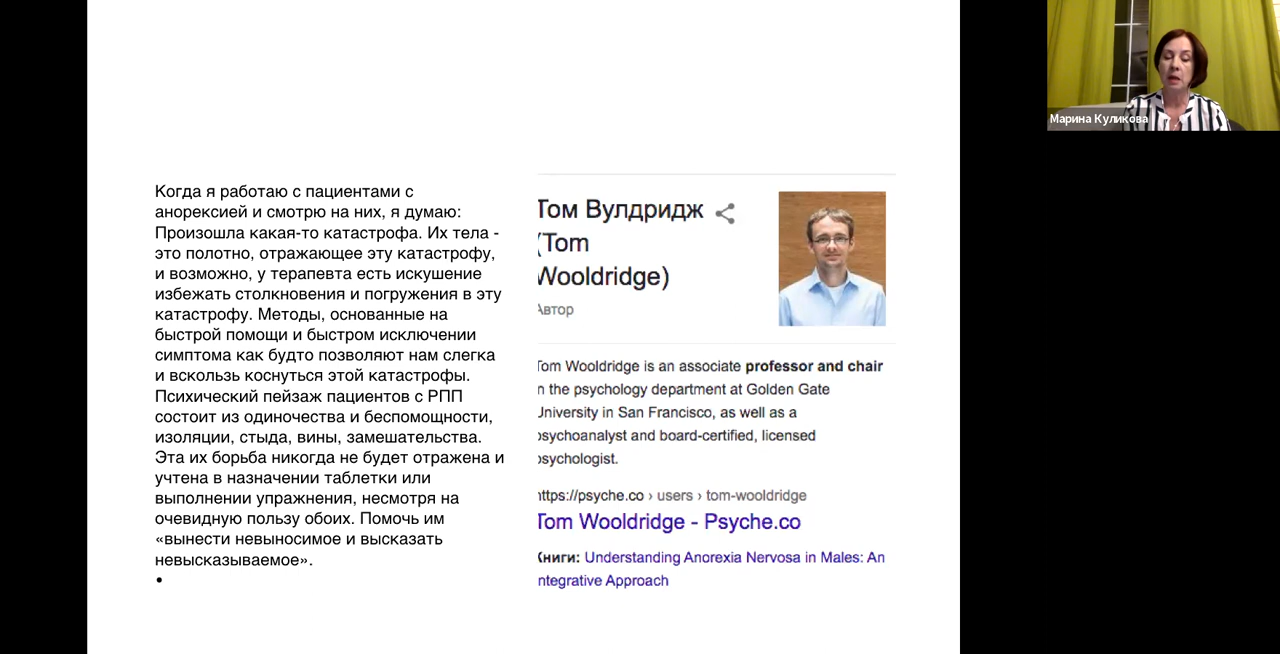 Когда я работаю с пациентами с
анорексией и смотрю на них, я думаю:
Произошла какая-то катастрофа. Их тела -
это полотно, отражающее эту катастрофу,
и возможно, у терапевта есть искушение
избежать столкновения и погружения в эту
катастрофу. Методы, основанные на
быстрой помощи и быстром исключении
симптома как будто позволяют нам слегка
и вскользь коснуться этой катастрофы.
Психический пейзаж пациентов с РПП
состоит из одиночества и беспомощности,
изоляции, стыда, вины, замешательства.
Эта их борьба никогда не будет отражена и
учтена в назначении таблетки или
выполнении упражнения, несмотря на
очевидную пользу обоих. Помочь им
«вынести невыносимое и высказать
невысказываемое».
•
Том Вулдридж
(Tom
Wooldridge)
Автор
Tom Wooldridge is an associate professor and chair
in the psychology department at Golden Gate
University in San Francisco, as well as a
psychoanalyst and board-certified, licensed
psychologist.
https://psyche.co › users › tom-wooldridge
Tom Wooldridge - Psyche.co
Книги: Understanding Anorexia Nervosa in Males: An
Integrative Approach
Марина Куликова